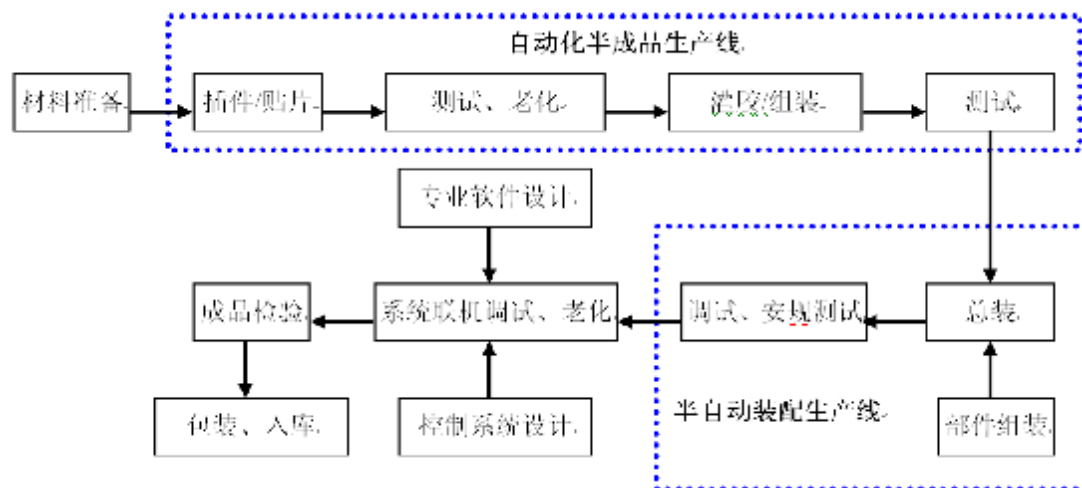 自动化半成品生产线
材料准备
插件/贴片
测试、老化
灌胶/组装
测试
专业软件设计
成品检验
系统联机调试、老化
调试、安规测试
总装
包装、入库
控制系统设计
半自动装配生产线
部件组装